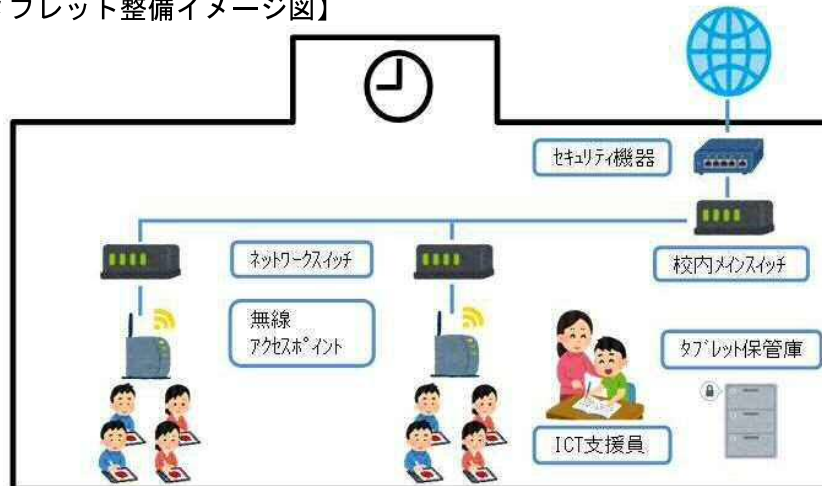 フレット整備イメージ図】
セキュリティ機器
ネットワークスイッチ
校内メインスイッチ
無線
アクセスポイント
タブレット保管庫
ICT支援員